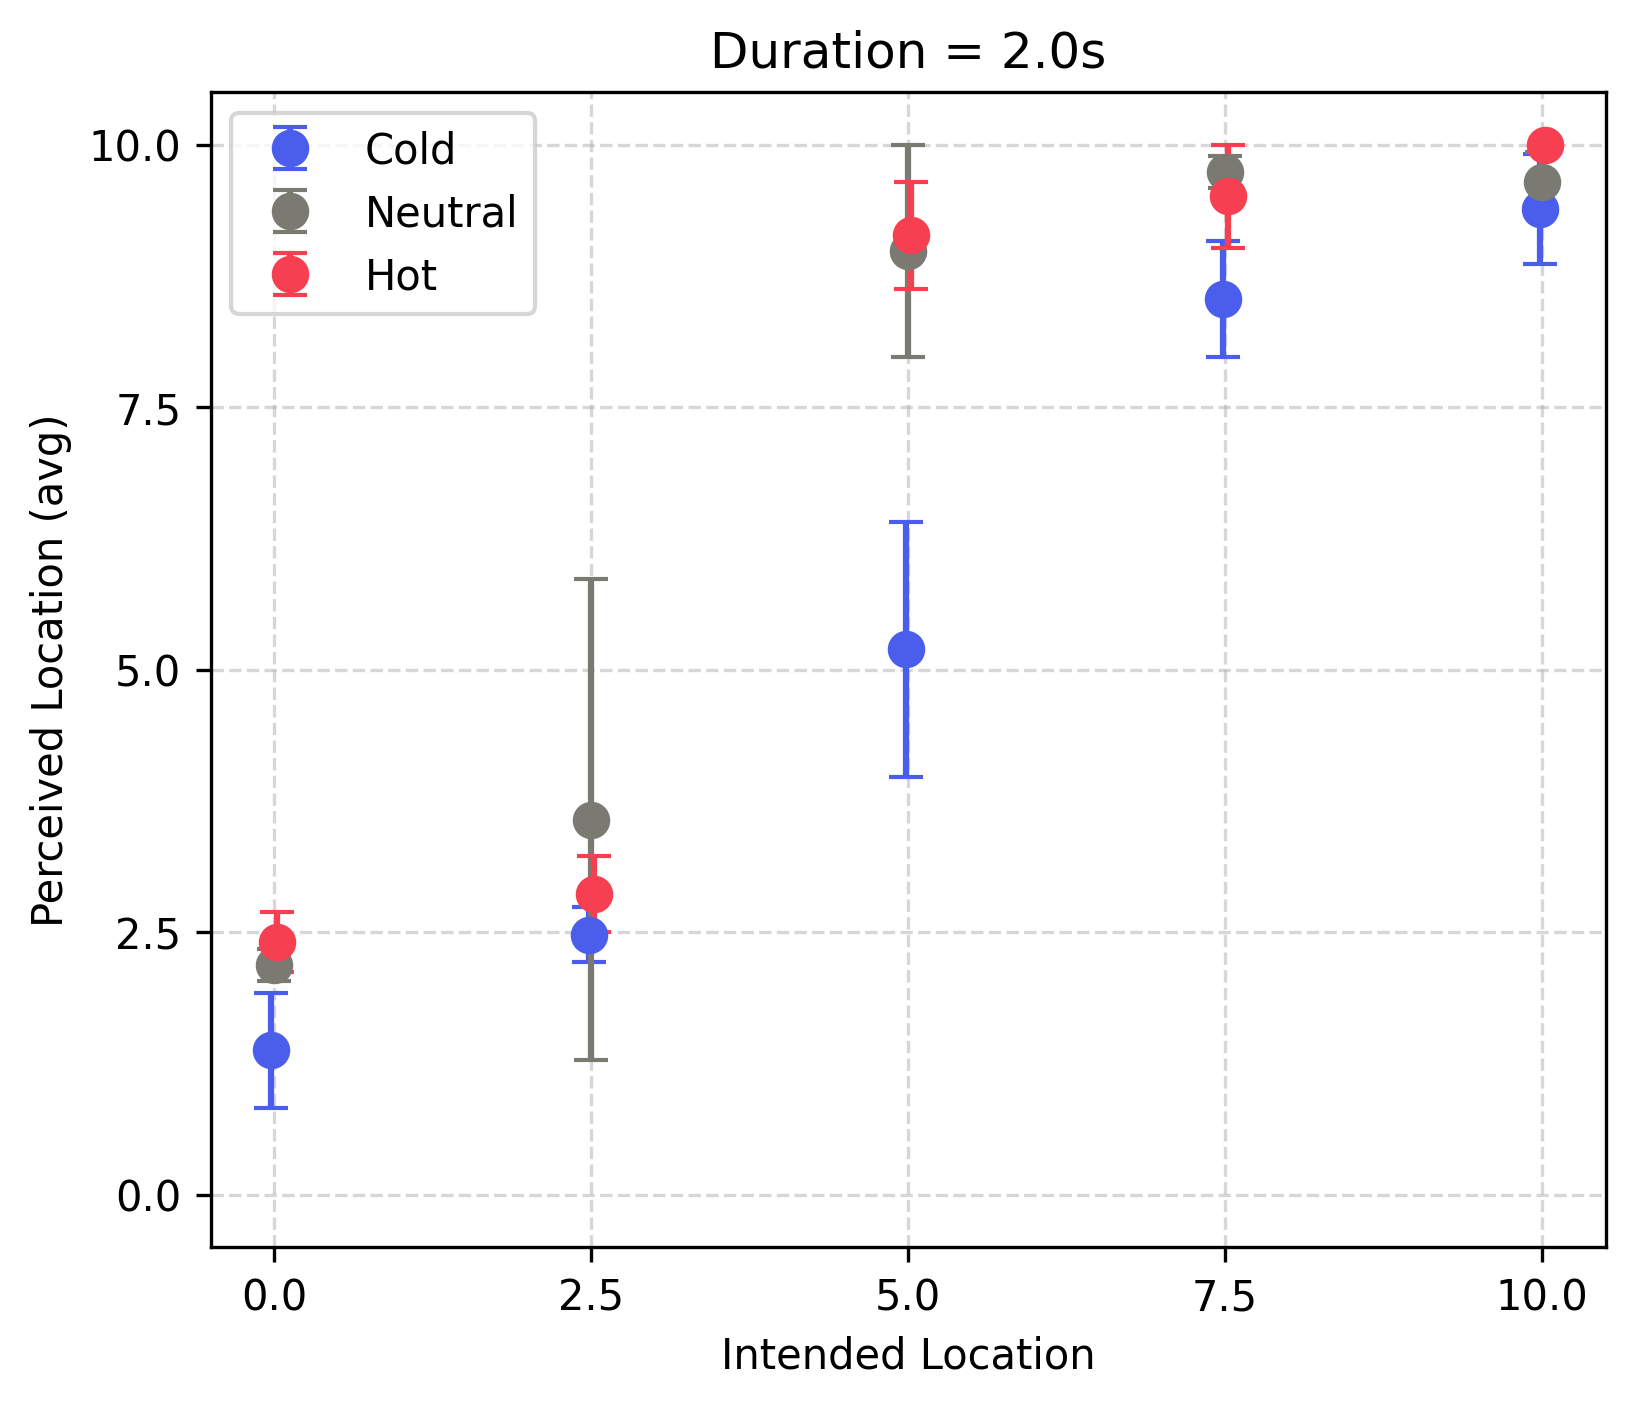 Duration = 2.0s
Cold
Neutral
Hot
10.0
7.5
5.0
2.5
0.0
Perceived Location (avg)
0.0 2.5 5.0 7.5 10.0
Intended Location